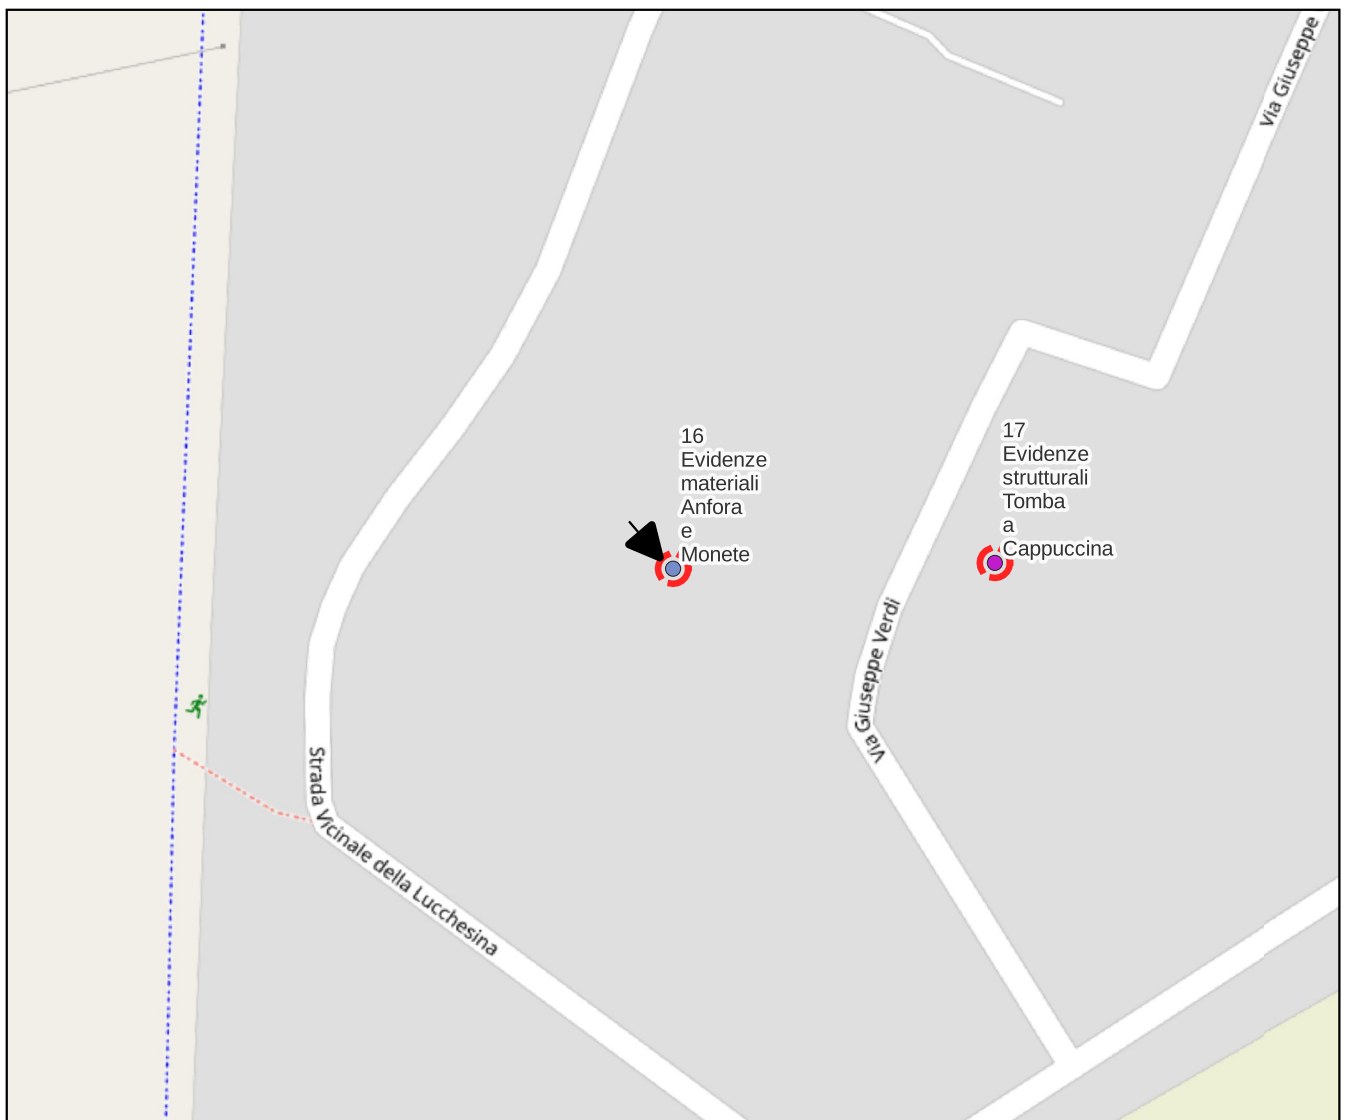 Via Giuseppe
16
Evidenze
materiali
Anfora
e
Monete
17
Evidenze
strutturali
Tomba
a
Cappuccina
Via Giuseppe Verdi
Via
Strada Vicinale della Lucchesina